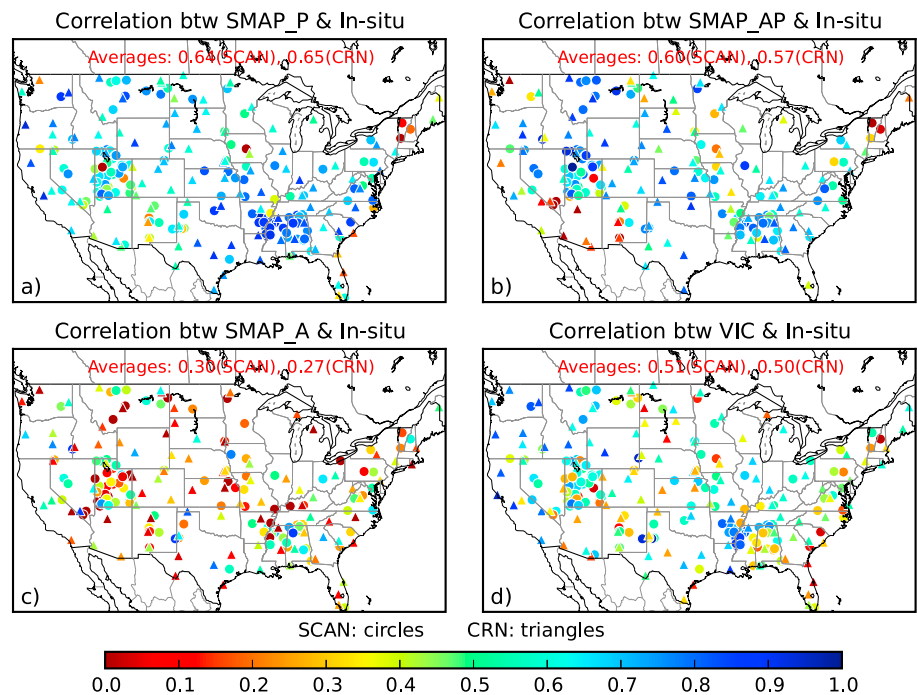 Correlation btw SMAP_P & In-situ
Averages: 0.64(SCAN), 0.65(CRN)
a)
Correlation btw SMAP_AP & In-situ
Averages: 0.60(SCAN), 0.57(CRN)
b)
Correlation btw SMAP_A & In-situ
Averages: 0.30(SCAN), 0.27(CRN)
c)
Correlation btw VIC & In-situ
Averages: 0.51(SCAN), 0.50(CRN)
d)
SCAN: circles CRN: triangles
0.0 0.1 0.2 0.3 0.4 0.5 0.6 0.7 0.8 0.9 1.0